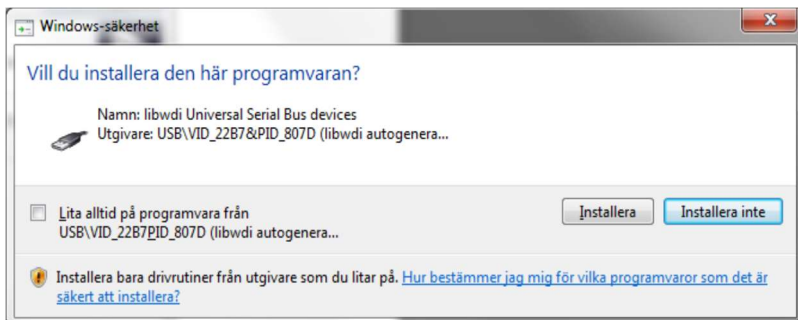 Windows-säkerhet
Vill du installera den här programvaran?
Namn: libwdi Universal Serial Bus devices
Utgivare: USB\VID_22B7&PID_807D (libwdi autogenera...
Lita alltid på programvara från
USB\VID_22B7PID_807D (libwdi autogenera...
Installera
Installera inte
Installera bara drivrutiner från utgivare som du litar på. Hur bestämmer jag mig för vilka programvaror som det är
säkert att installera?